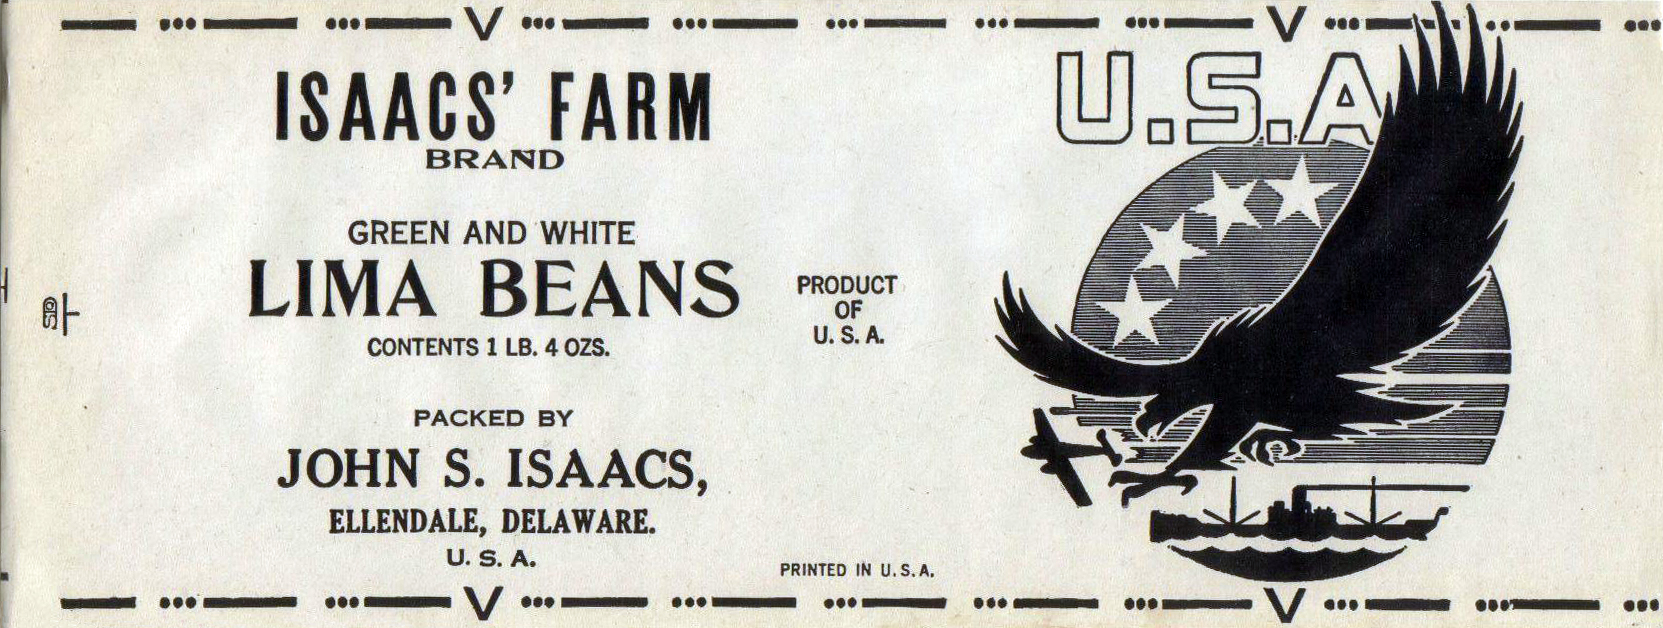 V V
ISAACS' FARM
BRAND
GREEN AND WHITE
LIMA BEANS
CONTENTS 1 LB. 4 OZS.
PACKED BY
JOHN S. ISAACS,
ELLENDALE, DELAWARE.
U. S. A.
PRODUCT
OF
U. S. A.
PRINTED IN U. S. A.
U.S.A
V V